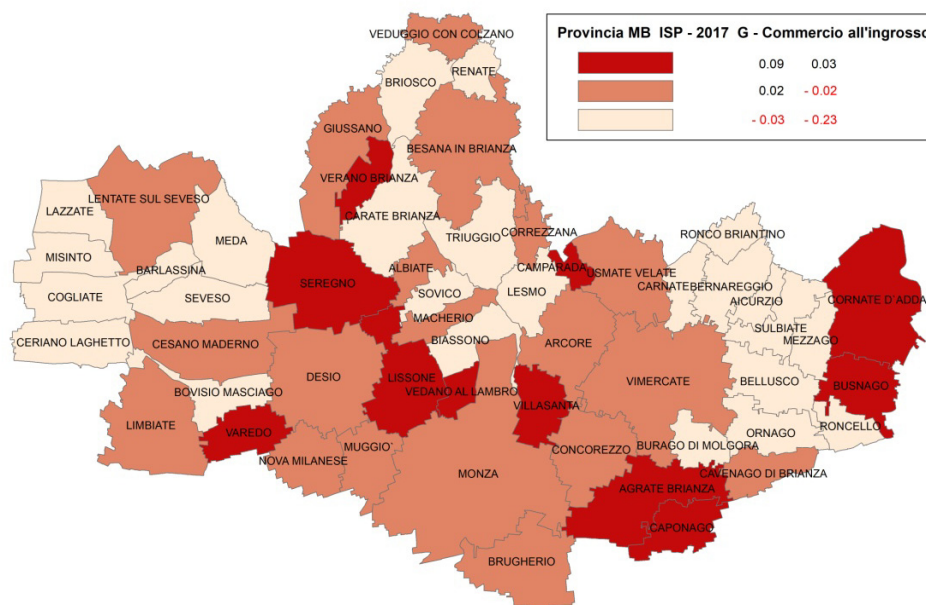 Provincia MB ISP - 2017 G - Commercio all'ingrosso
0.09 0.03
0.02 - 0.02
- 0.03 - 0.23
VEDUGGIO CON COLZANO
RENATE
BRIOSCO
GIUSSANO
BESANA IN BRIANZA
VERANO BRIANZA
LENTATE SUL SEVESO
LAZZATE
CARATE BRIANZA
CORREZZANA
TRIUGGIO
RONCO BRIANTINO
MEDA
MISINTO
BARLASSINA
ALBIATE
CAMPARADA
USMATE VELATE
SEREGNO
CARNATE
BERNAREGGIO
LESMO
SOVICO
COGLIATE
SEVESO
AICURZIO
CORNATE D`ADDA
MACHERIO
SULBIATE
BIASSONO
MEZZAGO
CERIANO LAGHETTO
CESANO MADERNO
ARCORE
DESIO
LISSONE
VIMERCATE
BELLUSCO
BUSNAGO
BOVISIO MASCIAGO
VEDANO AL LAMBRO
VILLASANTA
LIMBIATE
RONCELLO
VAREDO
ORNAGO
BURAGO DI MOLGORA
MUGGIO`
CONCOREZZO
NOVA MILANESE
MONZA
CAVENAGO DI BRIANZA
AGRATE BRIANZA
CAPONAGO
BRUGHERIO